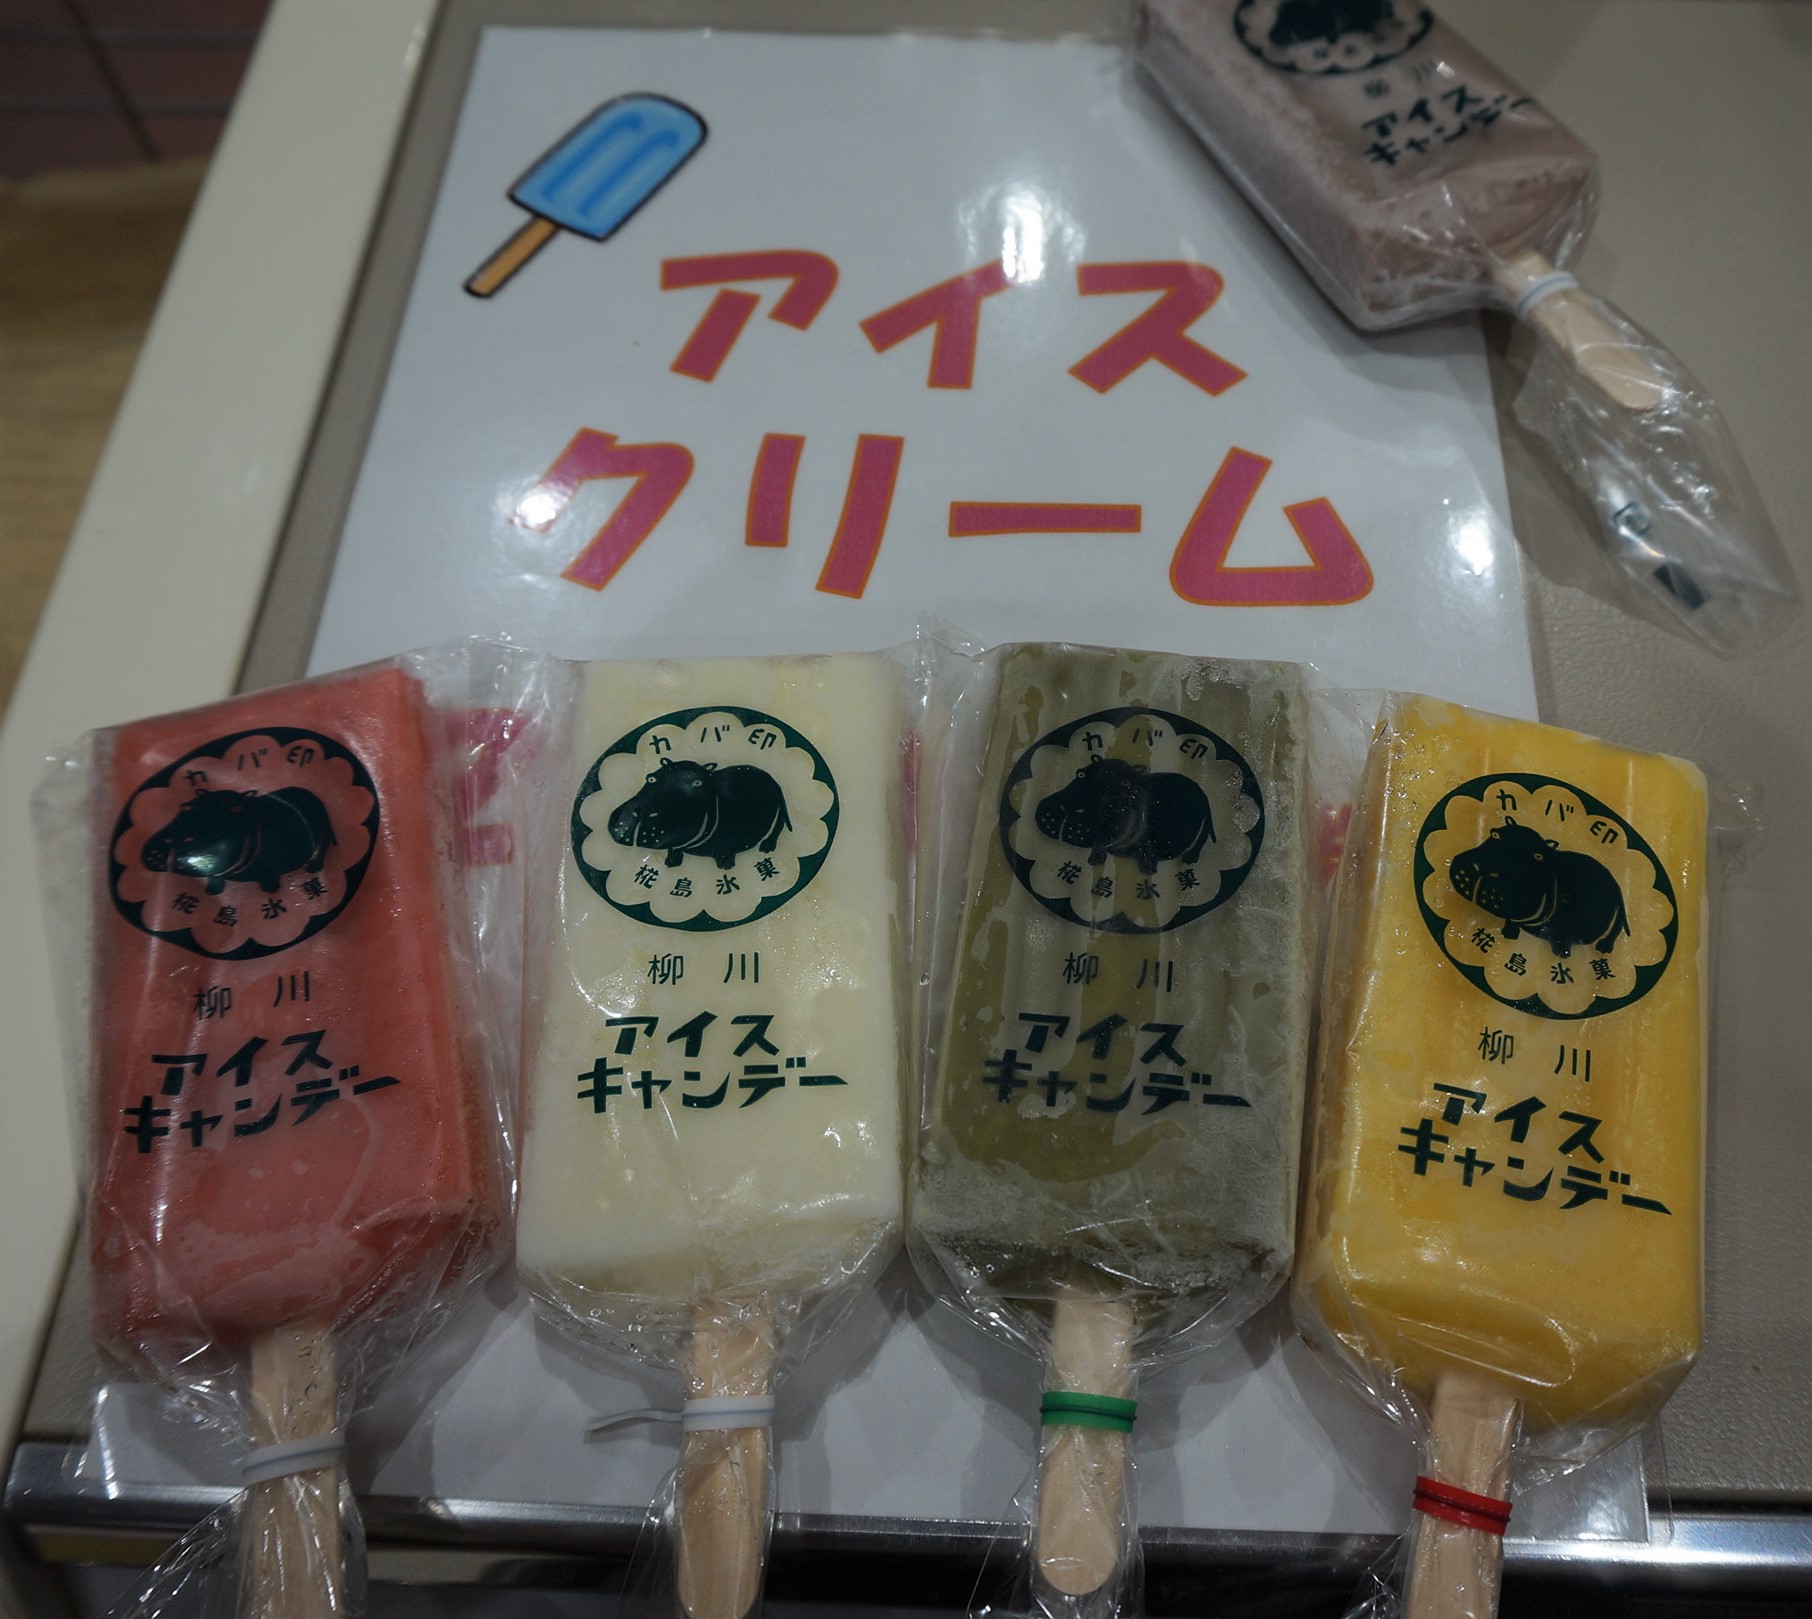 柳川
アイス
キャンデー
アイス
クリーム
カバ印
椛島氷菓
柳川
アイス
キャンデー
カバ印
椛島氷菓
柳川
アイス
キャンデー
カバ印
椛島氷菓
柳川
アイス
キャンデー
カバ印
椛島氷菓
柳川
アイス
キャンデー